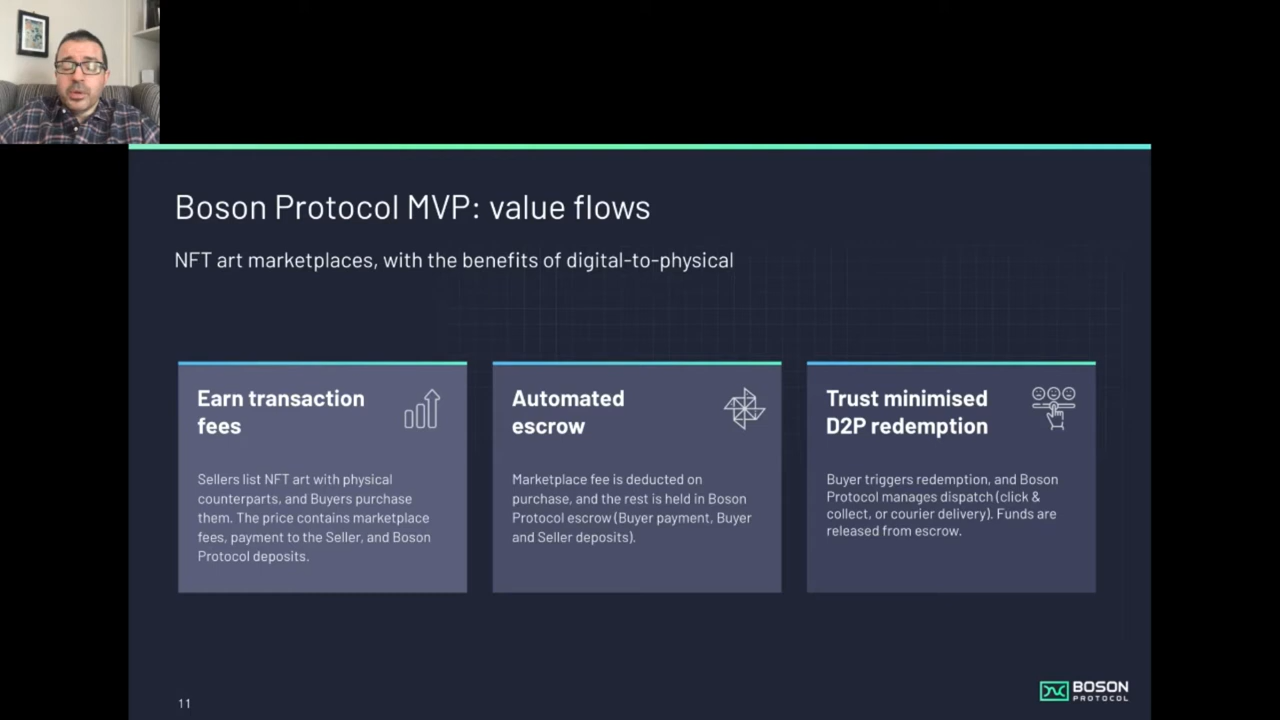 Boson Protocol MVP: value flows
NFT art marketplaces, with the benefits of digital-to-physical
Earn transaction
fees
Sellers list NFT art with physical
counterparts, and Buyers purchase
them. The price contains marketplace
fees, payment to the Seller, and Boson
Protocol deposits.
Automated
escrow
Marketplace fee is deducted on
purchase, and the rest is held in Boson
Protocol escrow (Buyer payment, Buyer
and Seller deposits).
Trust minimised
D2P redemption
Buyer triggers redemption, and Boson
Protocol manages dispatch (click &
collect, or courier delivery). Funds are
released from escrow.
11
BOSON
PROTOCOL